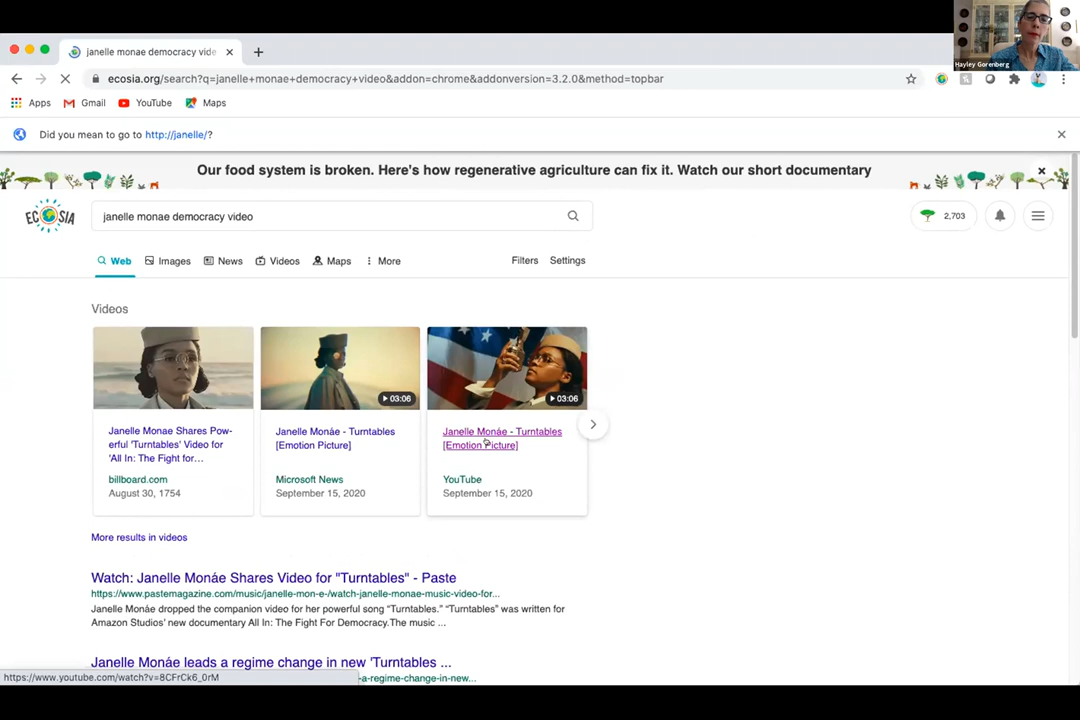 janelle monae democracy vide
ecosia.org/search?q=janelle+monae+democracy+video&addon=chrome&addonversion=3.2.0&method=topbar
Hayley Gorenberg
Apps Gmail YouTube Maps
Did you mean to go to http://janelle/?
Our food system is broken. Here's how regenerative agriculture can fix it. Watch our short documentary
ECOSIA
janelle monae democracy video
2,703
Web Images News Videos Maps More Filters Settings
Videos
03:06
03:06
Janelle Monae Shares Pow-
erful 'Turntables' Video for
'All In: The Fight for...
billboard.com
August 30, 1754
Janelle Monáe - Turntables
[Emotion Picture]
Microsoft News
September 15, 2020
Janelle Monáe - Turntables
[Emotion Picture]
YouTube
September 15, 2020
More results in videos
Watch: Janelle Monáe Shares Video for "Turntables" - Paste
https://www.pastemagazine.com/music/janelle-mon-e-/watch-janelle-monae-music-video-for...
Janelle Monáe dropped the companion video for her powerful song “Turntables.” “Turntables” was written for
Amazon Studios' new documentary All In: The Fight For Democracy.The music ...
Janelle Monáe leads a regime change in new 'Turntables ...
https://www.youtube.com/watch?v=8CFrCk6_0rM
-a-regime-change-in-new...